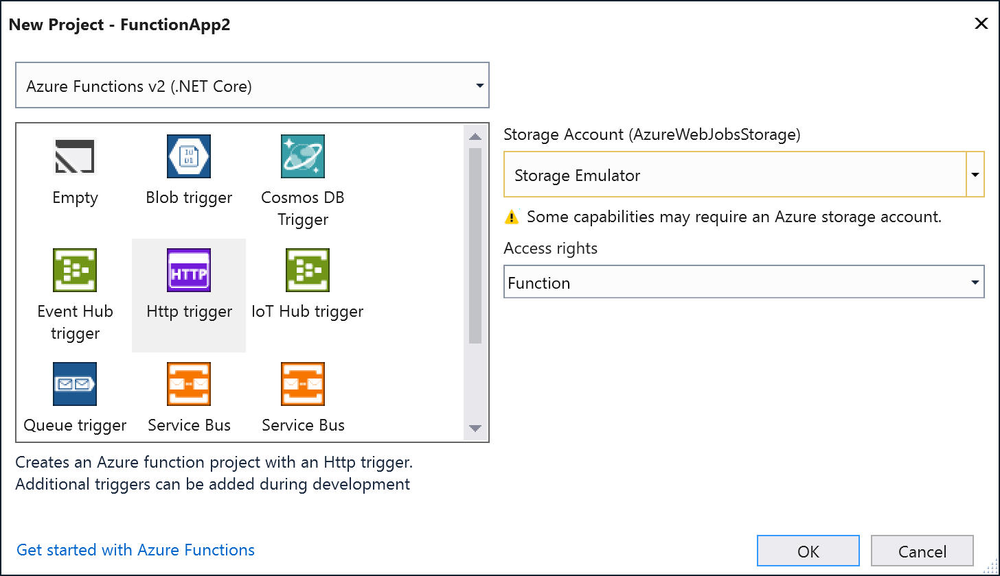 New Project - FunctionApp2
Azure Functions v2 (.NET Core)
Empty
Blob trigger
Cosmos DB
Trigger
Event Hub
trigger
HTTP
Http trigger
IoT Hub trigger
Queue trigger
Service Bus
Service Bus
Creates an Azure function project with an Http trigger.
Additional triggers can be added during development
Storage Account (AzureWebJobsStorage)
Storage Emulator
Some capabilities may require an Azure storage account.
Access rights
Function
Get started with Azure Functions
OK
Cancel